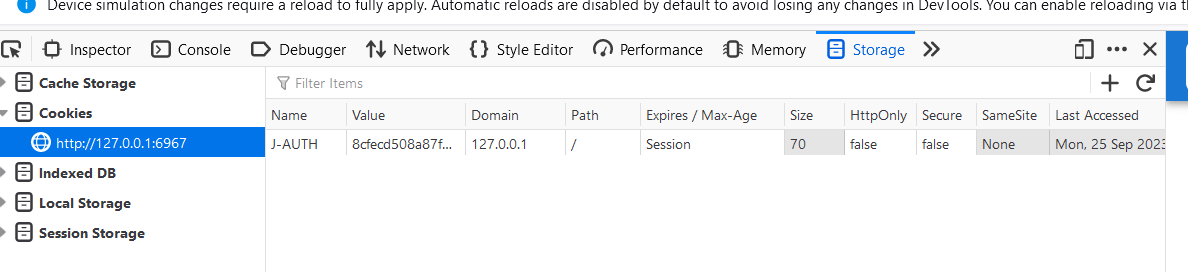 Device simulation changes require a reload to fully apply. Automatic reloads are disabled by default to avoid losing any changes in DevTools. You can enable reloading via
Inspector Console Debugger Network Style Editor Performance Memory Storage
Cache Storage
Filter Items
Cookies
Name Value Domain Path Expires / Max-Age Size HttpOnly Secure SameSite Last Accessed
http://127.0.0.1:6967
J-AUTH 8cfecd508a87f... 127.0.0.1 / Session 70 false false None Mon, 25 Sep 2023
Indexed DB
Local Storage
Session Storage